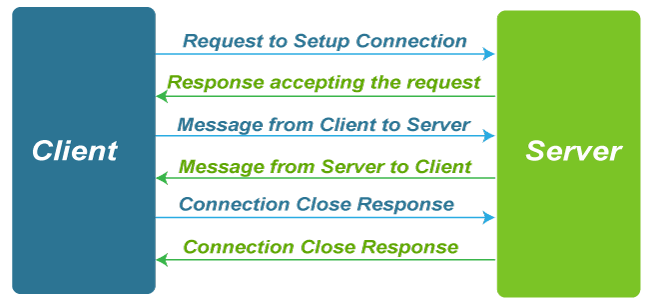 Request to Setup Connection
Response accepting the request
Message from Client to Server
Client
Server
Message from Server to Client
Connection Close Response
Connection Close Response